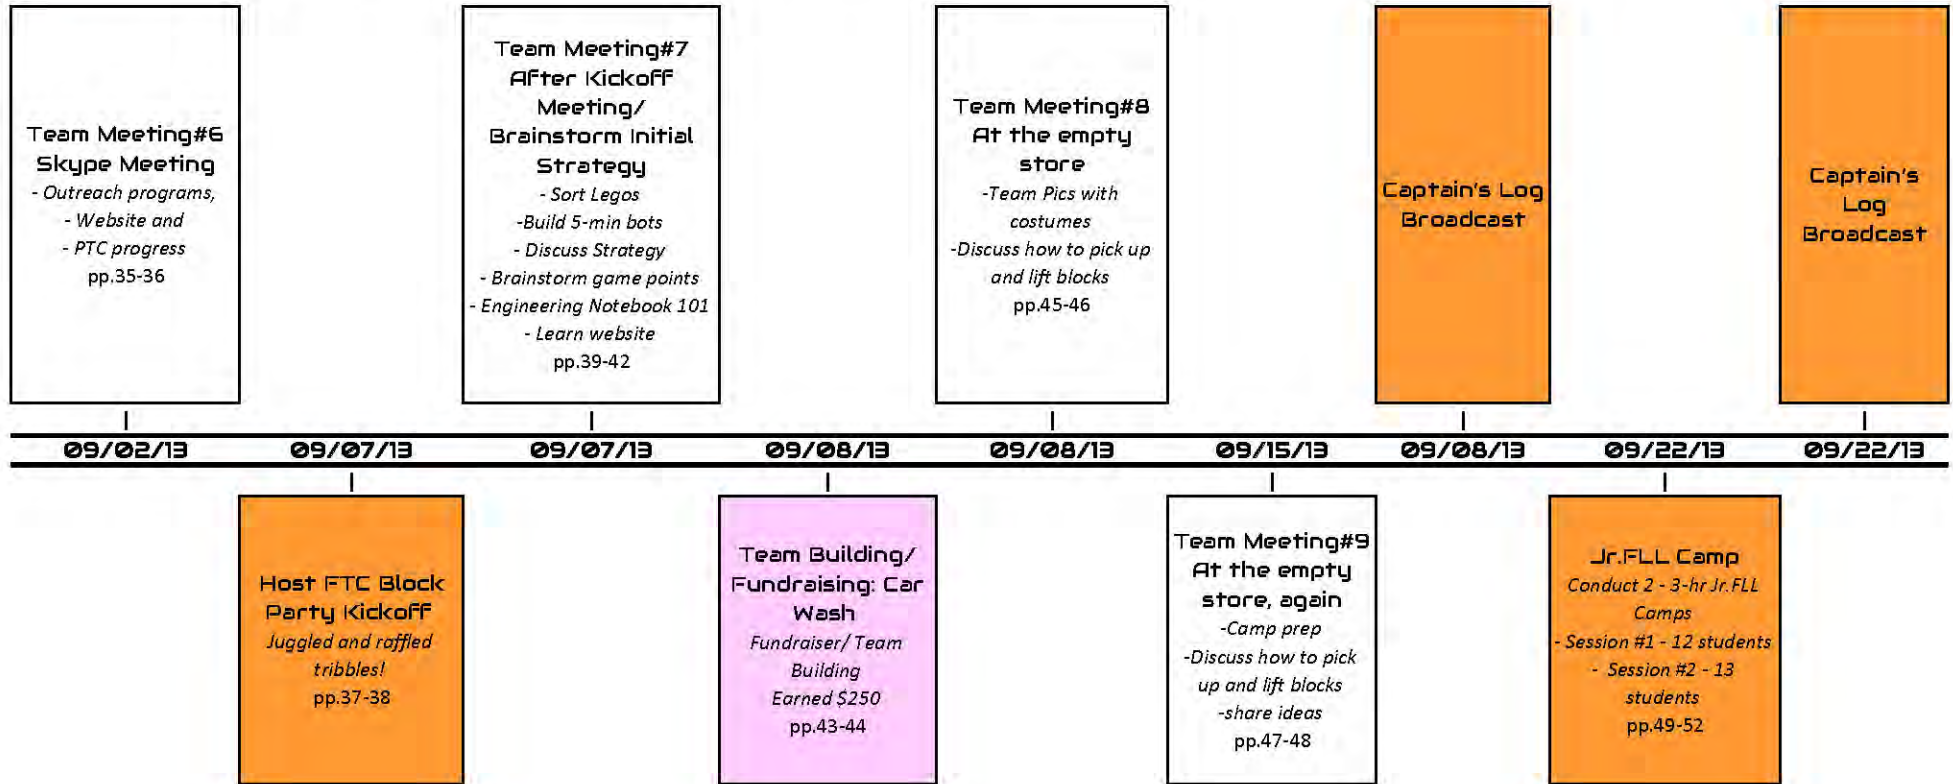 Team Meeting#6
Skype Meeting
- Outreach programs,
- Website and
- PTC progress
pp.35-36
Team Meeting#7
After Kickoff
Meeting/
Brainstorm Initial
Strategy
- Sort Legos
-Build 5-min bots
- Discuss Strategy
- Brainstorm game points
- Engineering Notebook 101
- Learn website
pp.39-42
Team Meeting#8
At the empty
store
-Team Pics with
costumes
-Discuss how to pick up
and lift blocks
pp.45-46
Captain's Log
Broadcast
Captain's
Log
Broadcast
09/02/13 09/07/13 09/07/13 09/08/13 09/08/13 09/15/13 09/08/13 09/22/13 09/22/13
Host FTC Block
Party Kickoff
Juggled and raffled
tribbles!
pp.37-38
Team Building/
Fundraising: Car
Wash
Fundraiser/ Team
Building
Earned $250
pp.43-44
Team Meeting#9
At the empty
store, again
-Camp prep
-Discuss how to pick
up and lift blocks
-share ideas
pp.47-48
Jr.FLL Camp
Conduct 2 - 3-hr Jr.FLL
Camps
- Session #1 - 12 students
- Session #2 - 13
students
pp.49-52